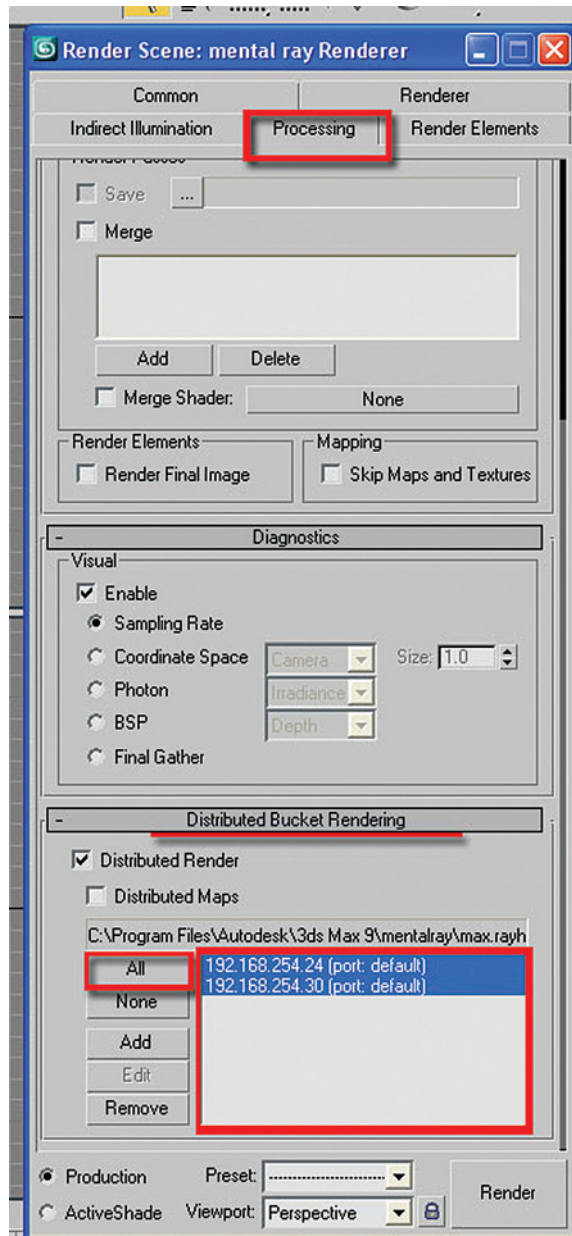 Render Scene: mental ray Renderer
Common Renderer
Indirect Illumination Processing Render Elements
Save ...
Merge
Add Delete
Merge Shader: None
Render Elements Mapping
Render Final Image Skip Maps and Textures
- Diagnostics
Visual
Enable
Sampling Rate
Coordinate Space Camera Size: 1.0
Photon Irradiance
BSP Depth
Final Gather
- Distributed Bucket Rendering
Distributed Render
Distributed Maps
C:\Program Files\Autodesk\3ds Max 9\mentalray\max.rayh
All 192.168.254.24 (port: default)
192.168.254.30 (port: default)
None
Add
Edit
Remove
Production Preset: --------------------
ActiveShade Viewport: Perspective Render